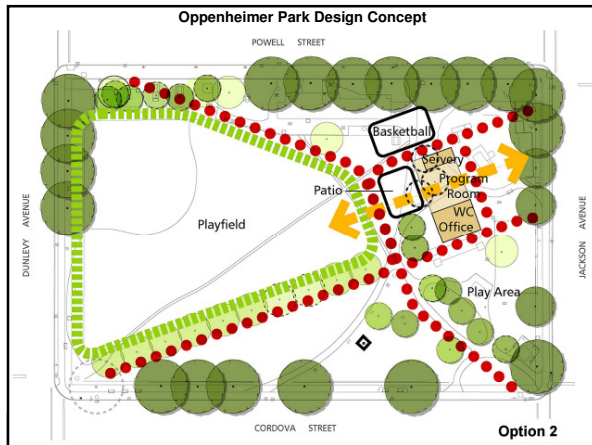 Oppenheimer Park Design Concept
POWELL STREET
Basketball
Servery
Program
Room
Patio
WC
Office
Playfield
DUNLEVY AVENUE
JACKSON AVENUE
Play Area
CORDOVA STREET
Option 2